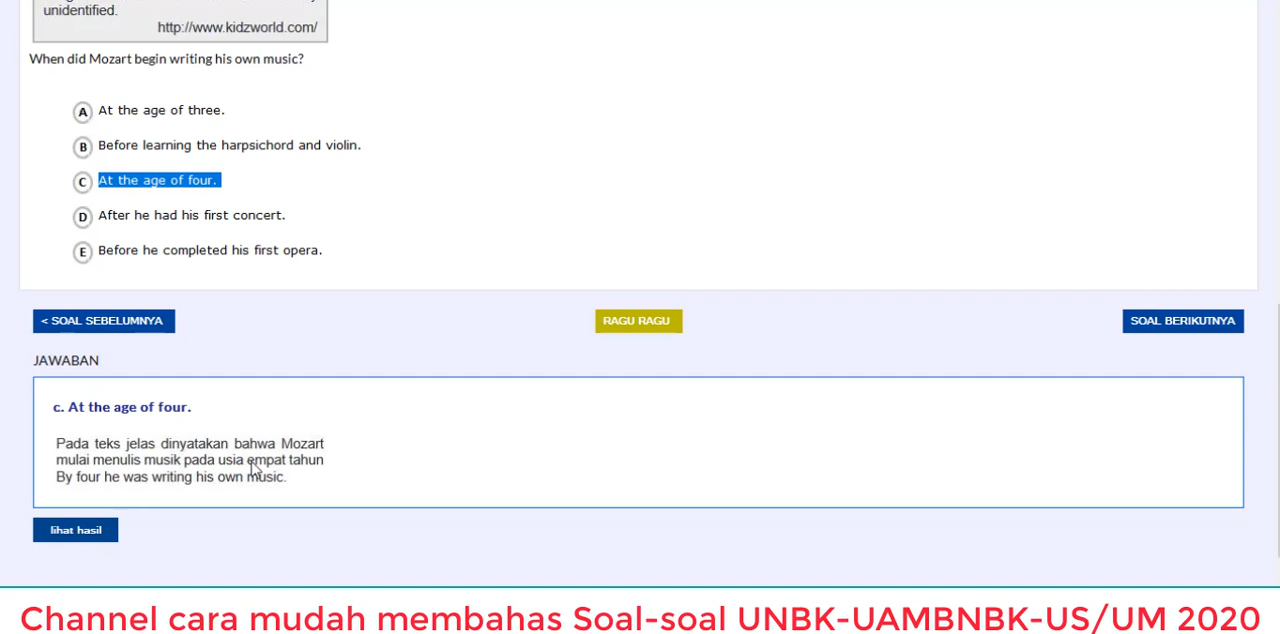 unidentified.
http://www.kidzworld.com/
When did Mozart begin writing his own music?
A At the age of three.
B Before learning the harpsichord and violin.
C At the age of four.
D After he had his first concert.
E Before he completed his first opera.
< SOAL SEBELUMNYA
RAGU RAGU
SOAL BERIKUTNYA
JAWABAN
c. At the age of four.
Pada teks jelas dinyatakan bahwa Mozart
mulai menulis musik pada usia empat tahun
By four he was writing his own music.
lihat hasil
Channel cara mudah membahas Soal-soal UNBK-UAMBNBK-US/UM 2020